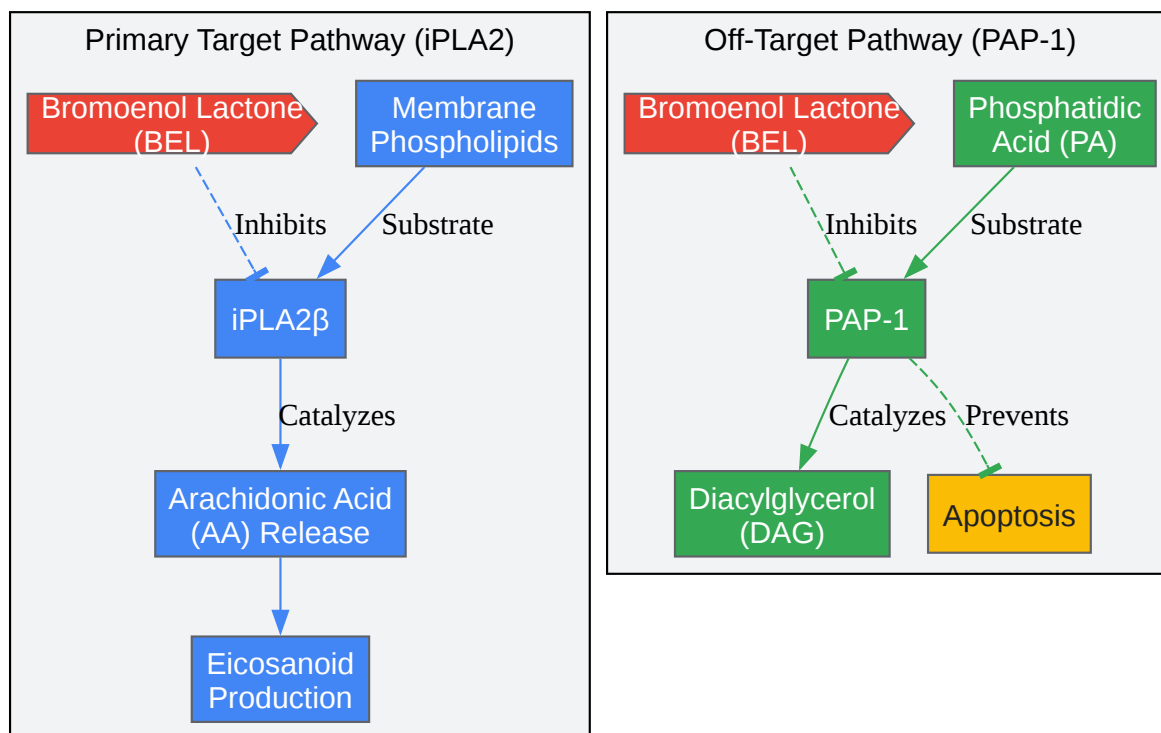 Primary Target Pathway (iPLA2)
Bromoenol Lactone
(BEL)
Membrane
Phospholipids
Inhibits
Substrate
iPLA2β
Catalyzes
Arachidonic Acid
(AA) Release
Eicosanoid
Production
Off-Target Pathway (PAP-1)
Bromoenol Lactone
(BEL)
Phosphatidic
Acid (PA)
Inhibits
Substrate
PAP-1
Catalyzes
Prevents
Diacylglycerol
(DAG)
Apoptosis